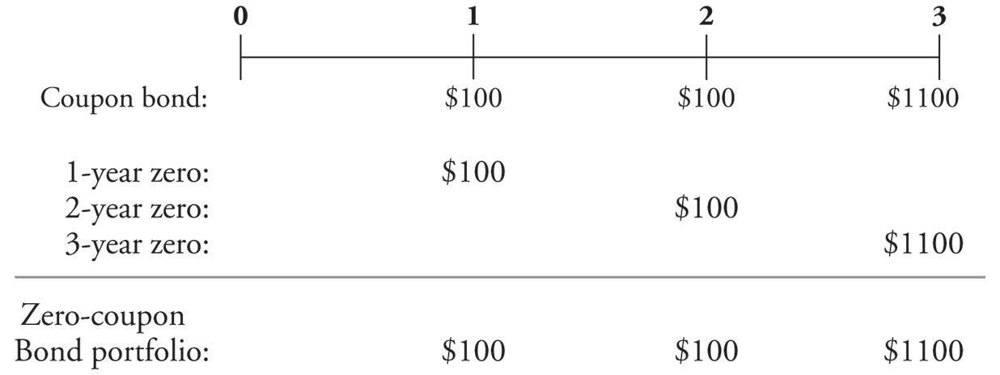 0 1 2 3
Coupon bond: $100 $100 $1100
1-year zero: $100
2-year zero: $100
3-year zero: $1100
Zero-coupon
Bond portfolio: $100 $100 $1100